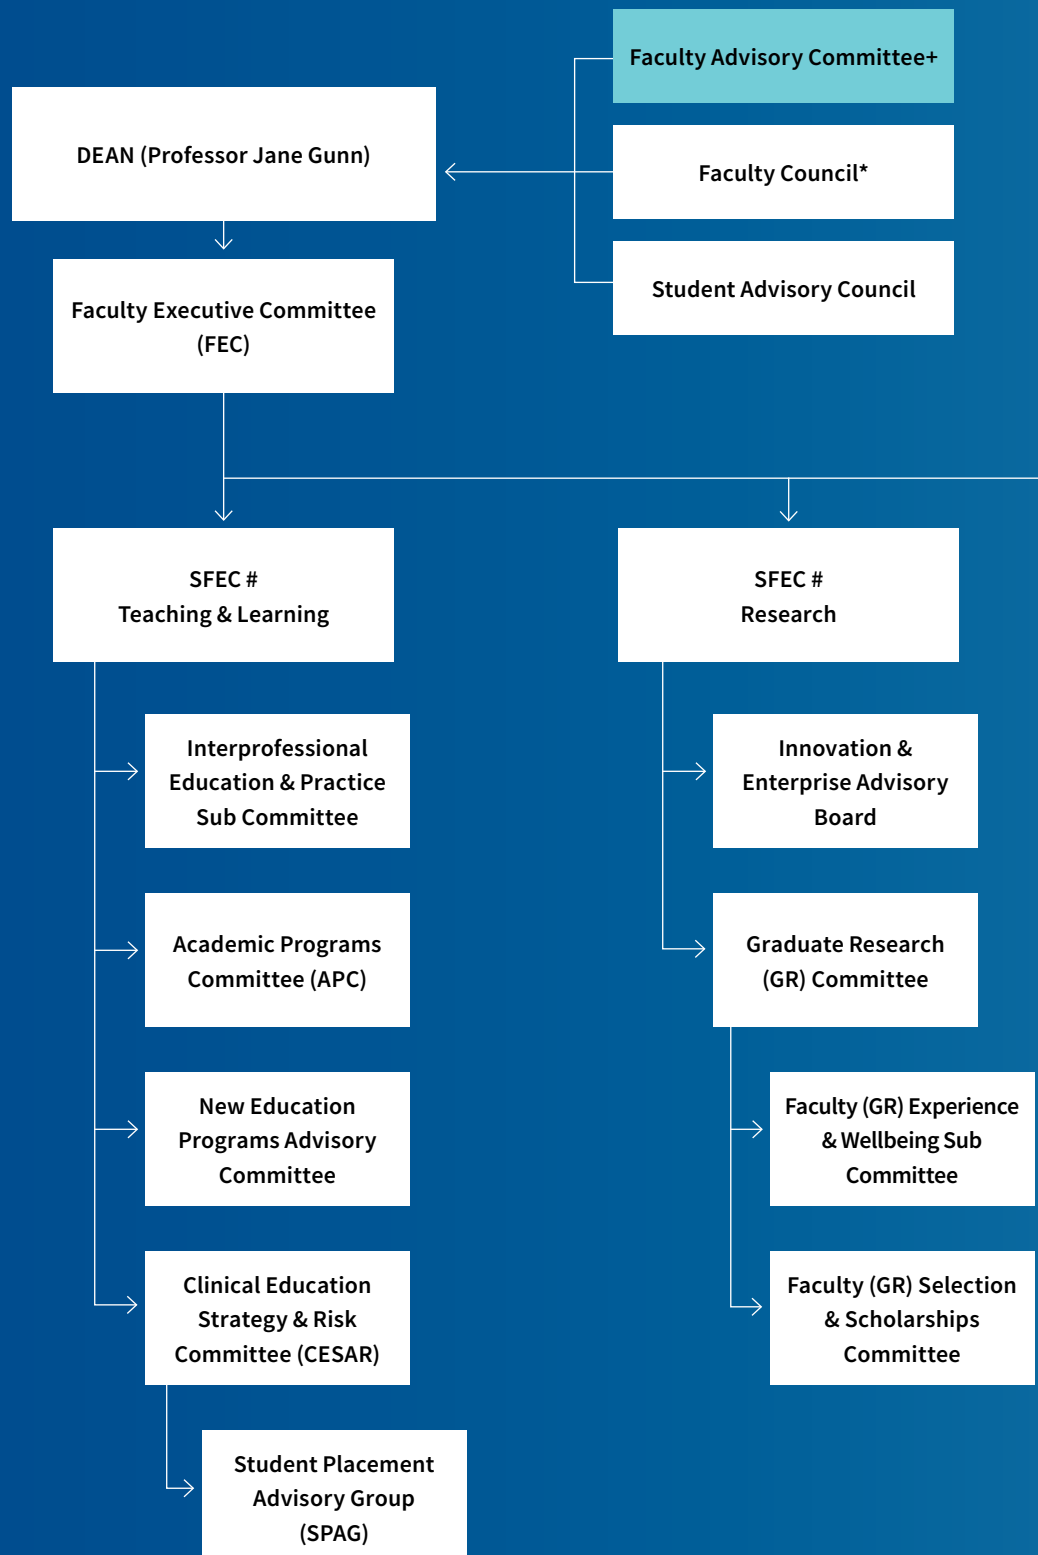 Faculty Advisory Committee+
DEAN (Professor Jane Gunn)
Faculty Council*
Student Advisory Council
Faculty Executive Committee
(FEC)
SFEC #
Teaching & Learning
SFEC #
Research
Interprofessional
Education & Practice
Sub Committee
Academic Programs
Committee (APC)
New Education
Programs Advisory
Committee
Clinical Education
Strategy & Risk
Committee (CESAR)
Student Placement
Advisory Group
(SPAG)
Innovation &
Enterprise Advisory
Board
Graduate Research
(GR) Committee
Faculty (GR) Experience
& Wellbeing Sub
Committee
Faculty (GR) Selection
& Scholarships
Committee